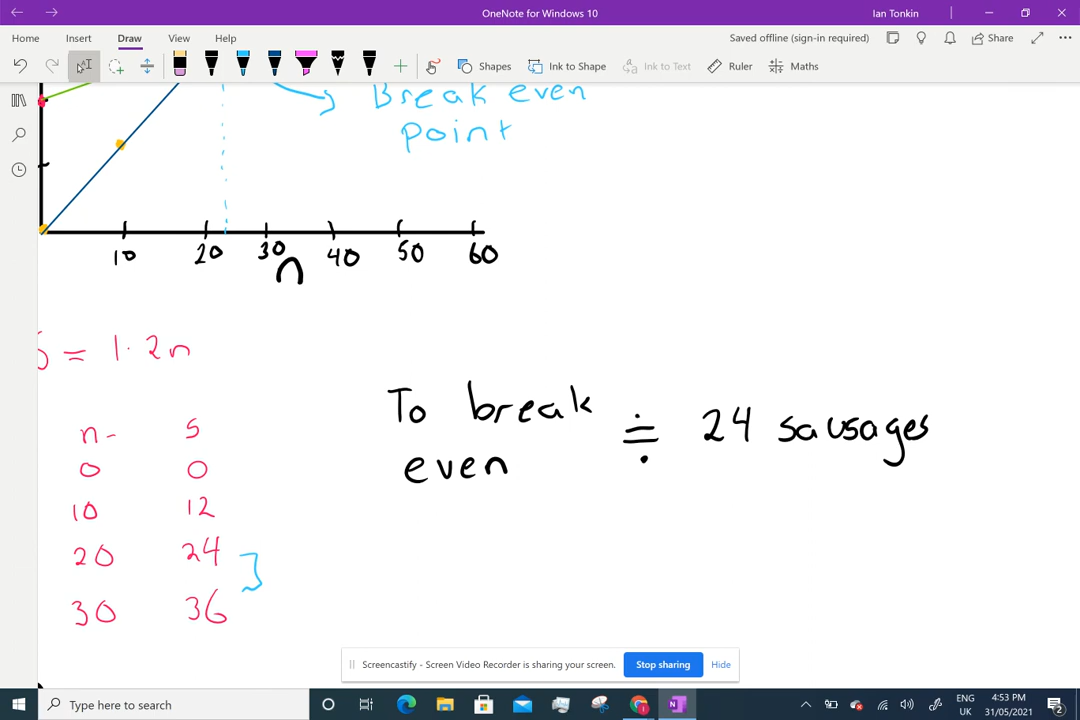 OneNote for Windows 10
Ian Tonkin
Home Insert Draw View Help
Saved offline (sign-in required)
Share
Shapes
Ink to Shape
Ink to Text
Ruler
Maths
Break even
point
10 20 30 40 50 60
n
S = 1.2n
To break
even
≑ 24 sausages
n S
0 0
10 12
20 24
30 36
Screencastify - Screen Video Recorder is sharing your screen.
Stop sharing
Hide
Type here to search
ENG
UK
4:53 PM
31/05/2021
2